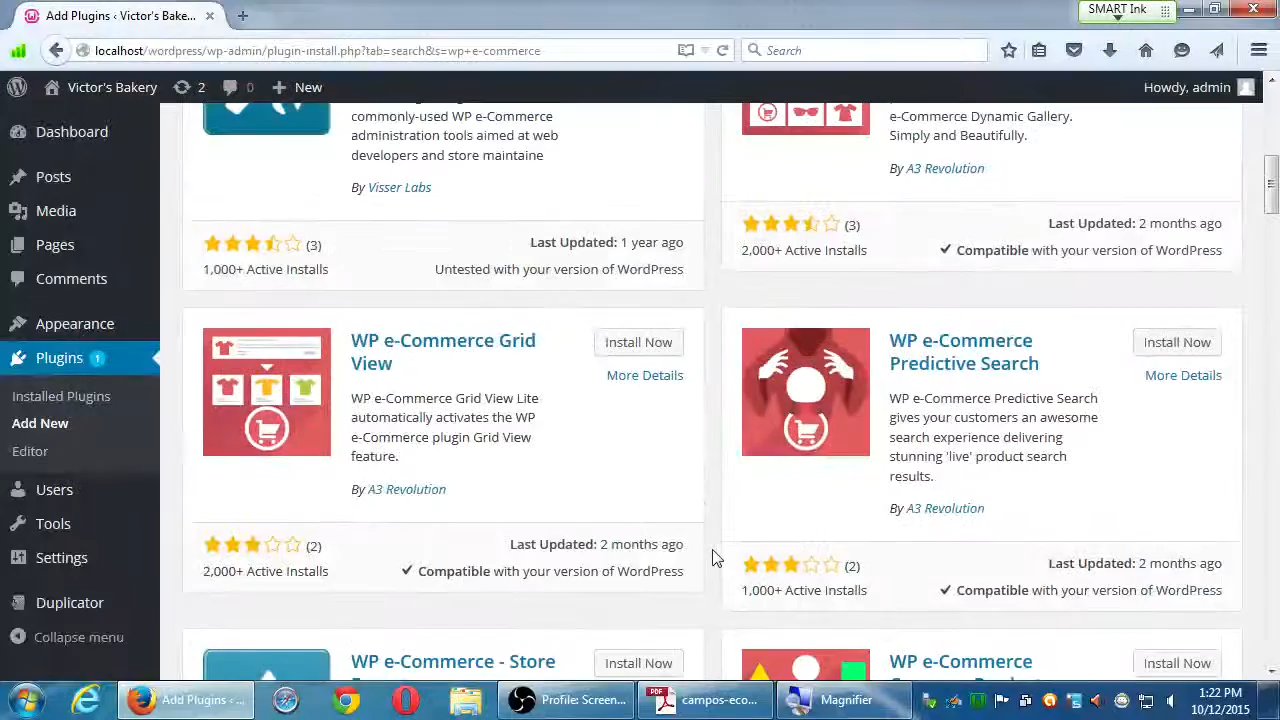 Add Plugins ‹ Victor's Bakery...
SMART Ink
localhost/wordpress/wp-admin/plugin-install.php?tab=search&s=wp+e-commerce
Search
Victor's Bakery
2
0
New
Howdy, admin
Dashboard
Posts
Media
Pages
Comments
Appearance
Plugins 1
Installed Plugins
Add New
Editor
Users
Tools
Settings
Duplicator
Collapse menu
commonly-used WP e-Commerce
administration tools aimed at web
developers and store maintaine
By Visser Labs
(3)
Last Updated: 1 year ago
1,000+ Active Installs
Untested with your version of WordPress
e-Commerce Dynamic Gallery.
Simply and Beautifully.
By A3 Revolution
(3)
Last Updated: 2 months ago
2,000+ Active Installs
Compatible with your version of WordPress
WP e-Commerce Grid
View
Install Now
More Details
WP e-Commerce Grid View Lite
automatically activates the WP
e-Commerce plugin Grid View
feature.
By A3 Revolution
(2)
Last Updated: 2 months ago
2,000+ Active Installs
Compatible with your version of WordPress
WP e-Commerce
Predictive Search
Install Now
More Details
WP e-Commerce Predictive Search
gives your customers an awesome
search experience delivering
stunning 'live' product search
results.
By A3 Revolution
(2)
Last Updated: 2 months ago
1,000+ Active Installs
Compatible with your version of WordPress
WP e-Commerce - Store
Install Now
WP e-Commerce
Install Now
Add Plugins ‹ ...
Profile: Screen...
PDF
campos-eco...
Magnifier
1:22 PM
10/12/2015